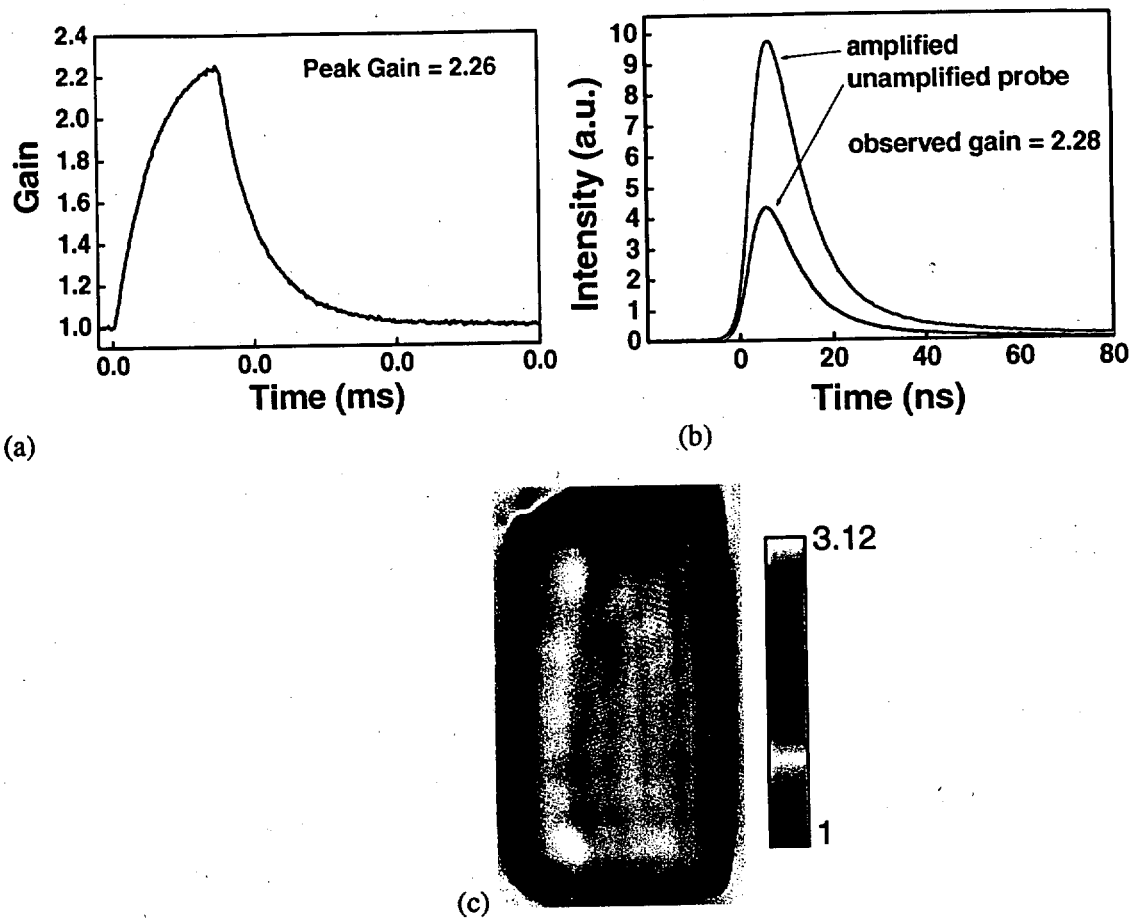 2.4
2.2
2.0
1.8
1.6
1.4
1.2
1.0
Gain
Peak Gain = 2.26
0.0 0.0 0.0 0.0
Time (ms)
(a)
10
9
8
7
6
5
4
3
2
1
0
Intensity (a.u.)
amplified
unamplified probe
observed gain = 2.28
0 20 40 60 80
Time (ns)
(b)
3.12
1
(c)